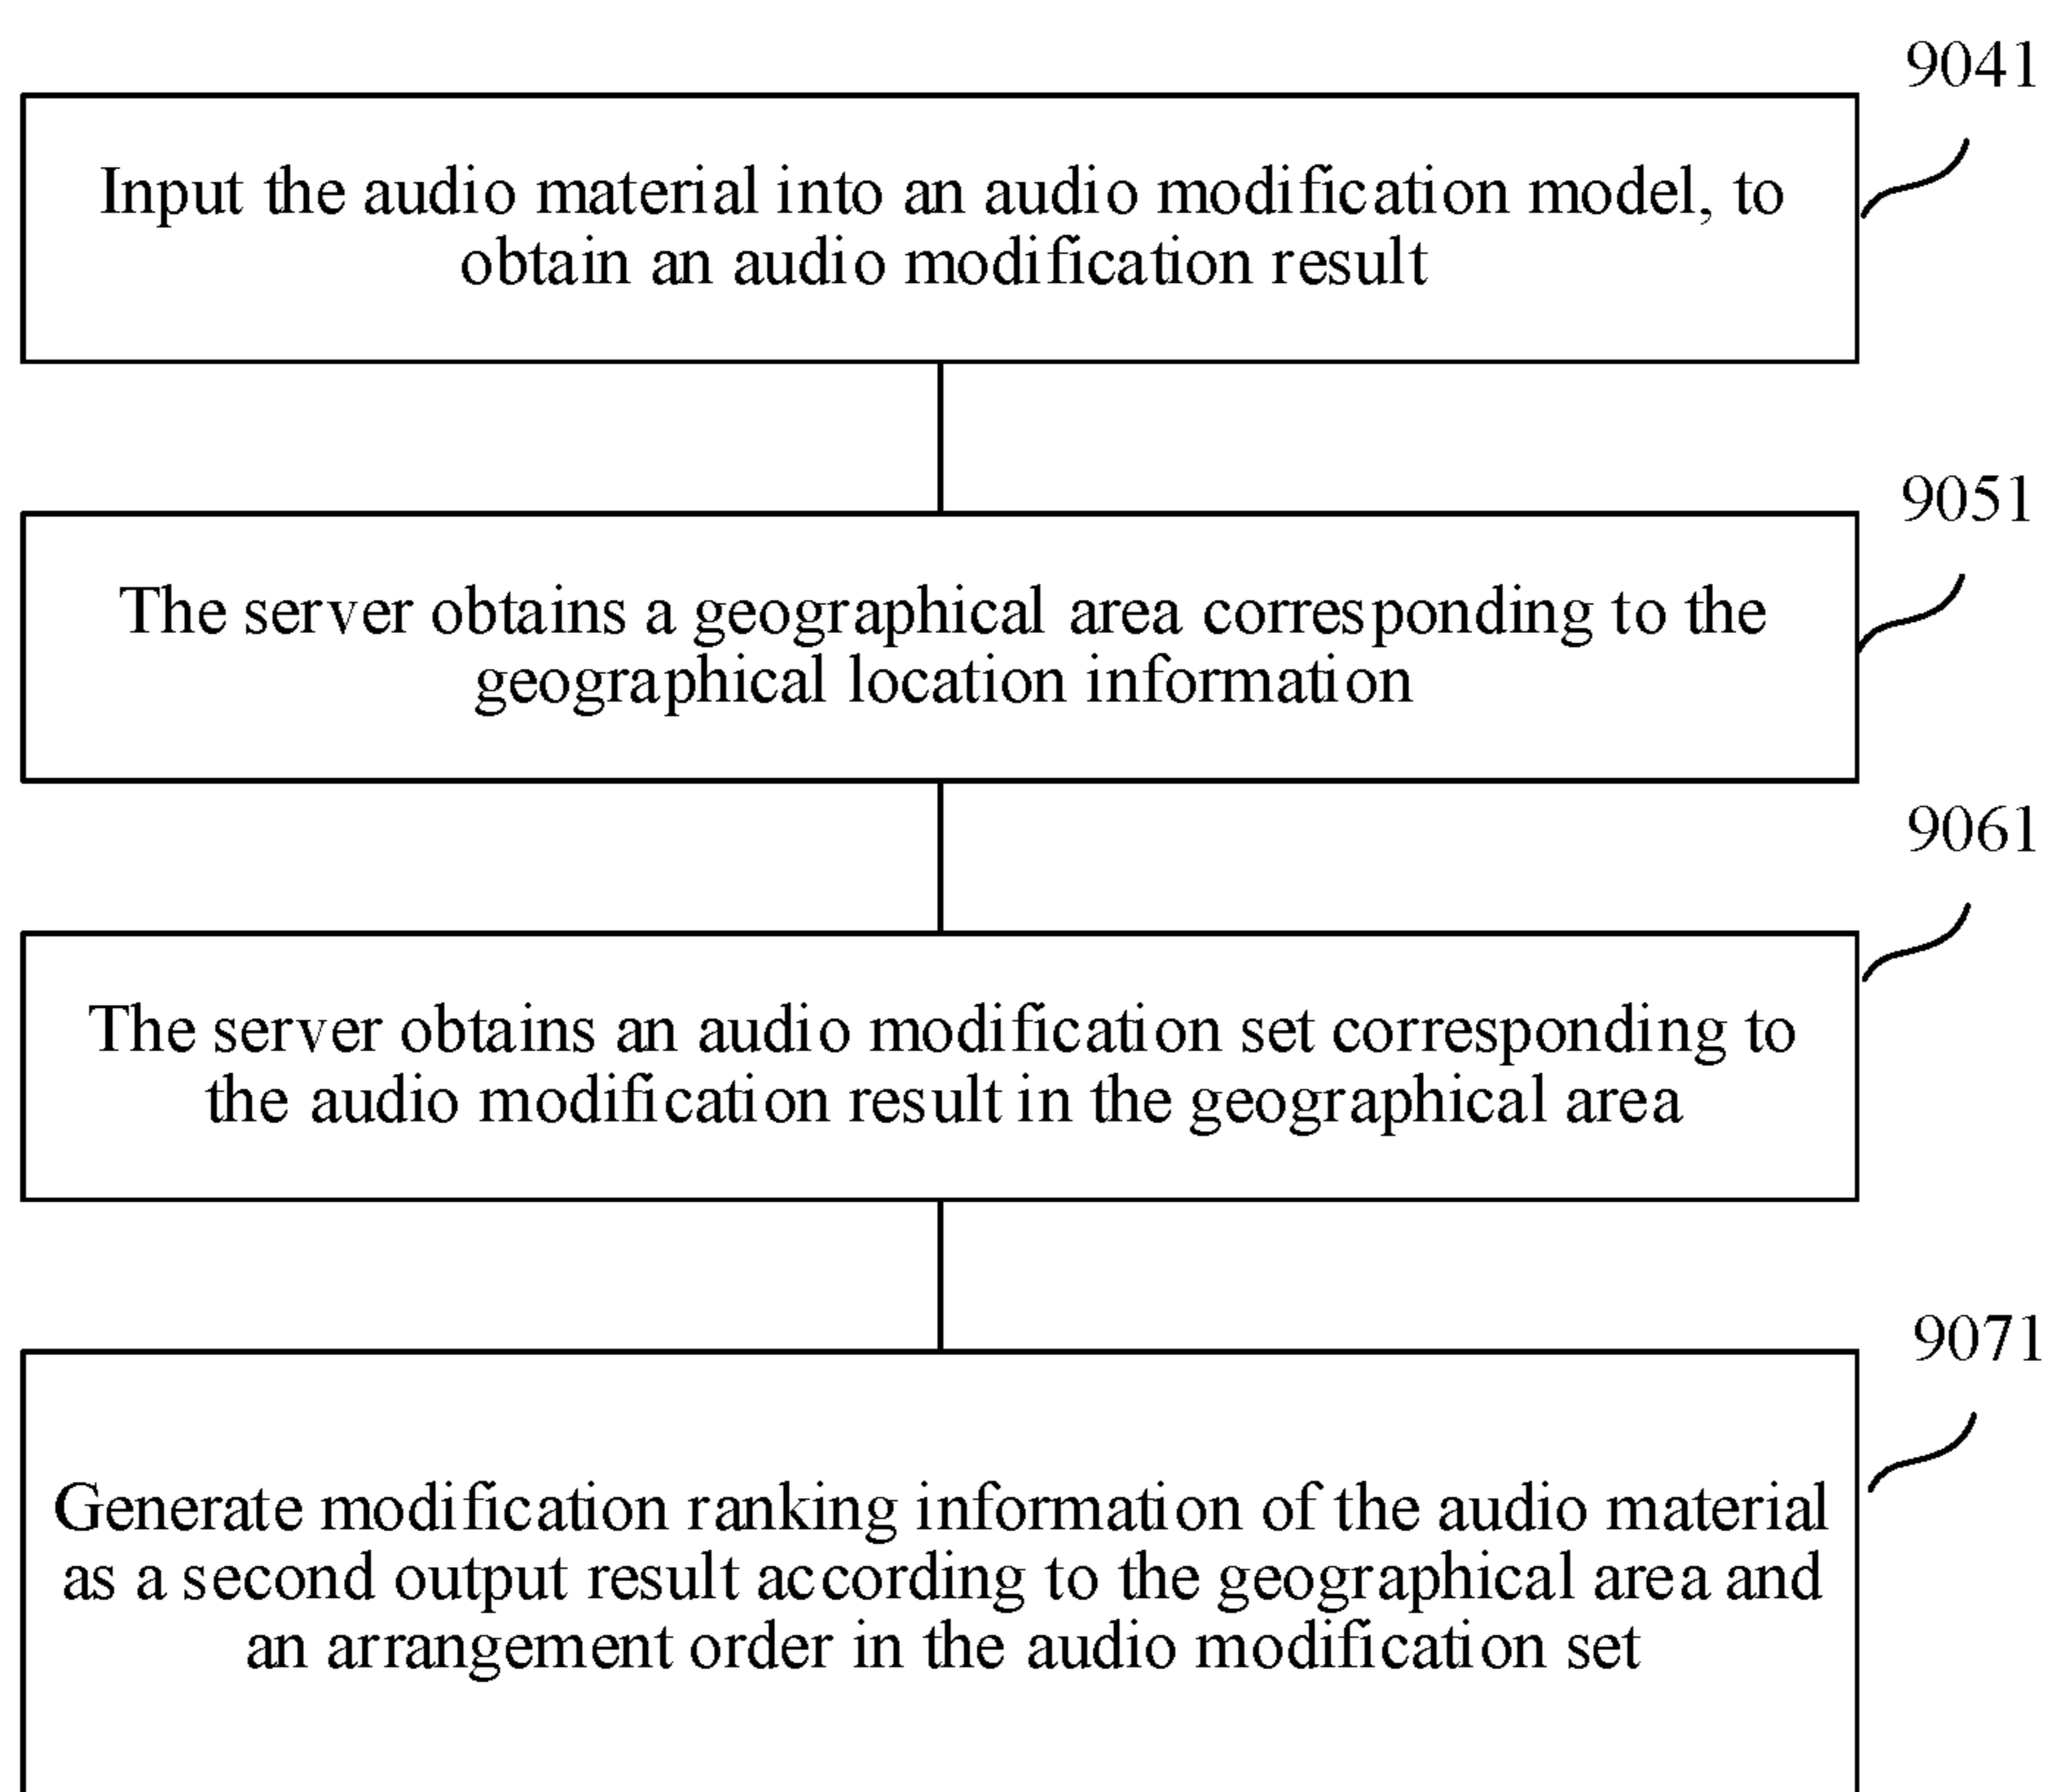 9041
Input the audio material into an audio modification model, to
obtain an audio modification result
9051
The server obtains a geographical area corresponding to the
geographical location information
9061
The server obtains an audio modification set corresponding to
the audio modification result in the geographical area
9071
Generate modification ranking information of the audio material
as a second output result according to the geographical area and
an arrangement order in the audio modification set